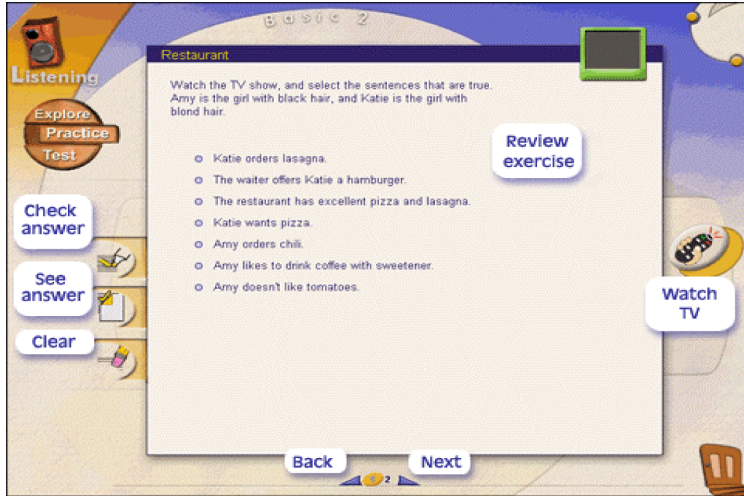 Basic 2
Restaurant
Listening
Watch the TV show, and select the sentences that are true.
Amy is the girl with black hair, and Katie is the girl with
blond hair.
Explore
Practice
Test
Review
exercise
Katie orders lasagna.
The waiter offers Katie a hamburger.
The restaurant has excellent pizza and lasagna.
Katie wants pizza.
Amy orders chili.
Amy likes to drink coffee with sweetener.
Amy doesn't like tomatoes.
Check
answer
See
answer
Clear
Watch
TV
Back
Next
1 2